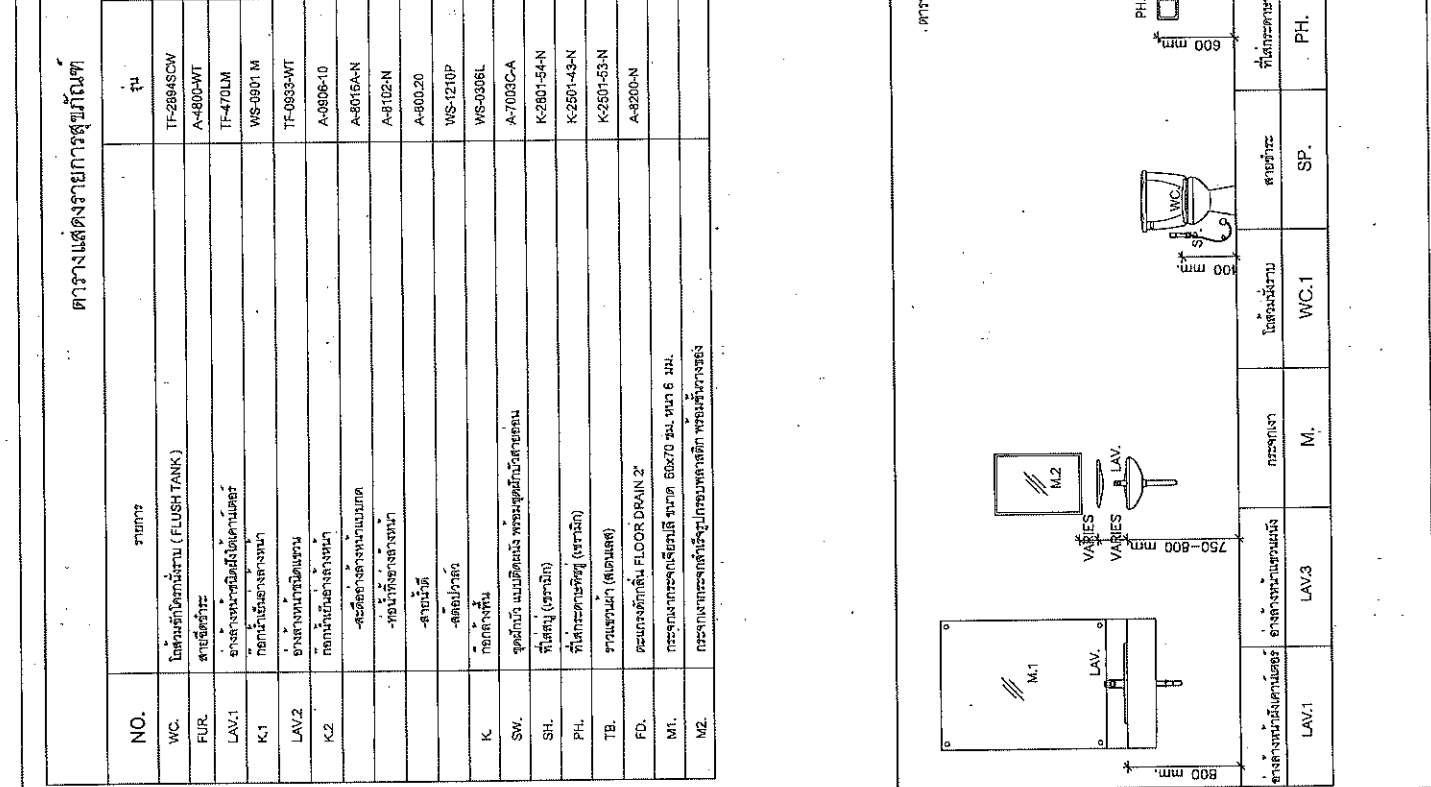 ตารางแสดงรายการสุขภัณฑ์
NO. รายการ รุ่น
WC. โถส้วมชักโครกนั่งราบ ( FLUSH TANK ) TF-2694SCW
FUR. สายฉีดชำระ A-4800-WT
LAV.1 อ่างล้างหน้าชนิดฝังใต้เคาน์เตอร์ TF-470LM
K.1 ก๊อกน้ำเย็นอ่างล้างหน้า WS-0901 M
LAV.2 อ่างล้างหน้าชนิดแขวน TF-0933-WT
K.2 ก๊อกน้ำเย็นอ่างล้างหน้า A-0906-10
-สะดืออ่างล้างหน้าแบบกด A-8016A-N
-ท่อน้ำทิ้งอ่างล้างหน้า A-8102-N
-สายน้ำดี A-800.20
-สต๊อปวาล์ว WS-1210P
K. ก๊อกล้างพื้น WS-0306L
SW. ชุดฝักบัว แบบติดผนัง พร้อมชุดฝักบัวสายอ่อน A-7003C-A
SH. ที่ใส่สบู่ (เซรามิก) K-2801-54-N
PH. ที่ใส่กระดาษทิชชู่ (เซรามิก) K-2501-43-N
TB. ราวแขวนผ้า (สแตนเลส) K-2501-53-N
FD. ตะแกรงดักกลิ่น FLOOR DRAIN 2" A-8200-N
M1. กระจกเงากระจกเจียรปลี ขนาด 60x70 ซม. หนา 6 มม.
M2. กระจกเงากระจกสำเร็จรูปกรอบพลาสติก พร้อมชั้นวางของ
ตาร
M.1
LAV.
800 mm.
M.2
LAV.
VARIES
VARIES
750-800 mm.
WC.
SP.
400 mm.
PH.
600 mm.
อ่างล้างหน้าฝังเคาน์เตอร์ อ่างล้างหน้าแขวนผนัง กระจกเงา โถส้วมนั่งราบ สายชำระ ที่ใส่กระดาษ
LAV.1 LAV.3 M. WC.1 SP. PH.